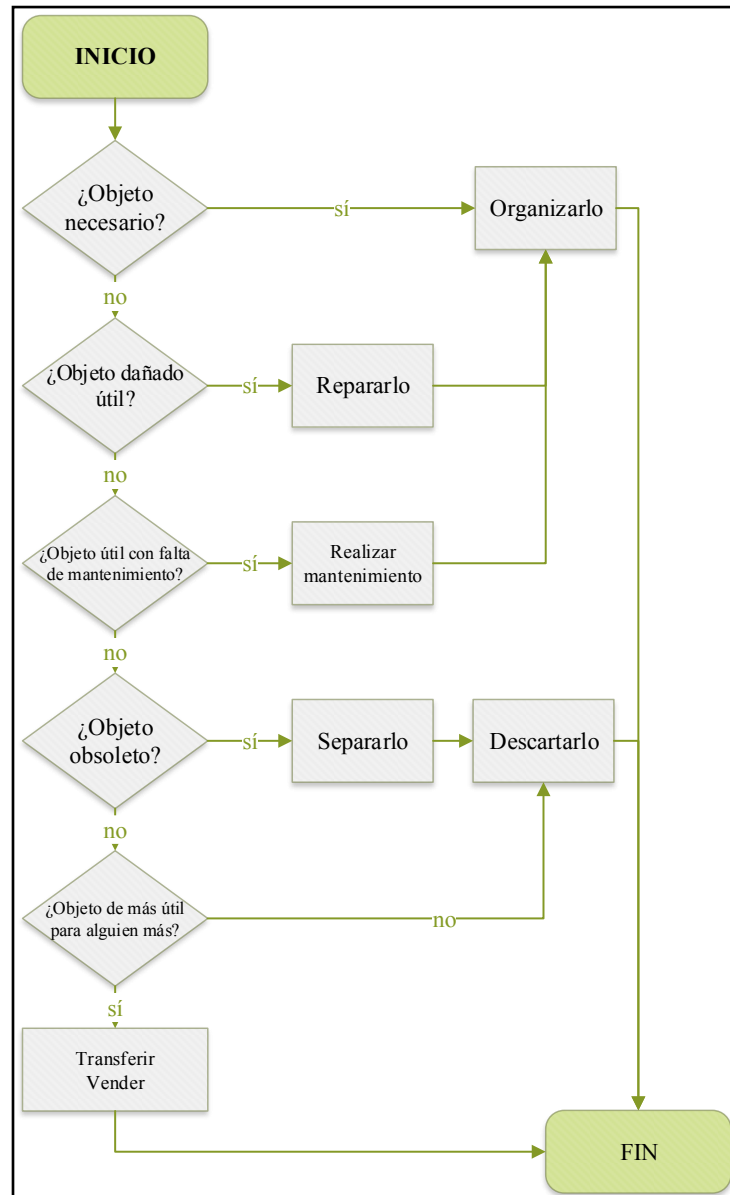 INICIO
¿Objeto
necesario?
sí
Organizarlo
no
¿Objeto dañado
útil?
sí
Repararlo
no
¿Objeto útil con falta
de mantenimiento?
sí
Realizar
mantenimiento
no
¿Objeto
obsoleto?
sí
Separarlo
Descartarlo
no
¿Objeto de más útil
para alguien más?
no
sí
Transferir
Vender
FIN